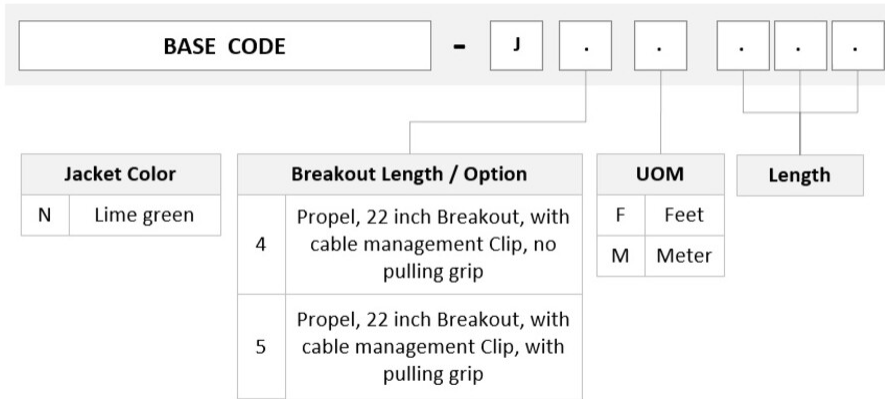 BASE CODE - J . . . . .
Jacket Color
N Lime green
Breakout Length / Option
4 Propel, 22 inch Breakout, with
cable management Clip, no
pulling grip
5 Propel, 22 inch Breakout, with
cable management Clip, with
pulling grip
UOM
F Feet
M Meter
Length